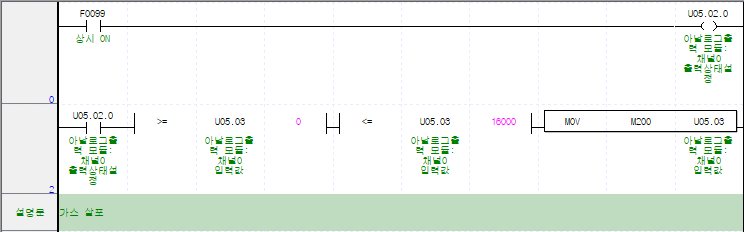 F0099
U05.02.0
상시 ON
아날로그출
력 모듈:
채널0
출력상태설
정
0
U05.02.0
>= U05.03 0 <= U05.03 16000 MOV M200 U05.03
아날로그출
력 모듈:
채널0
출력상태설
정
아날로그출
력 모듈:
채널0
입력값
아날로그출
력 모듈:
채널0
입력값
아날로그출
력 모듈:
채널0
입력값
2
설명문 가스 살포